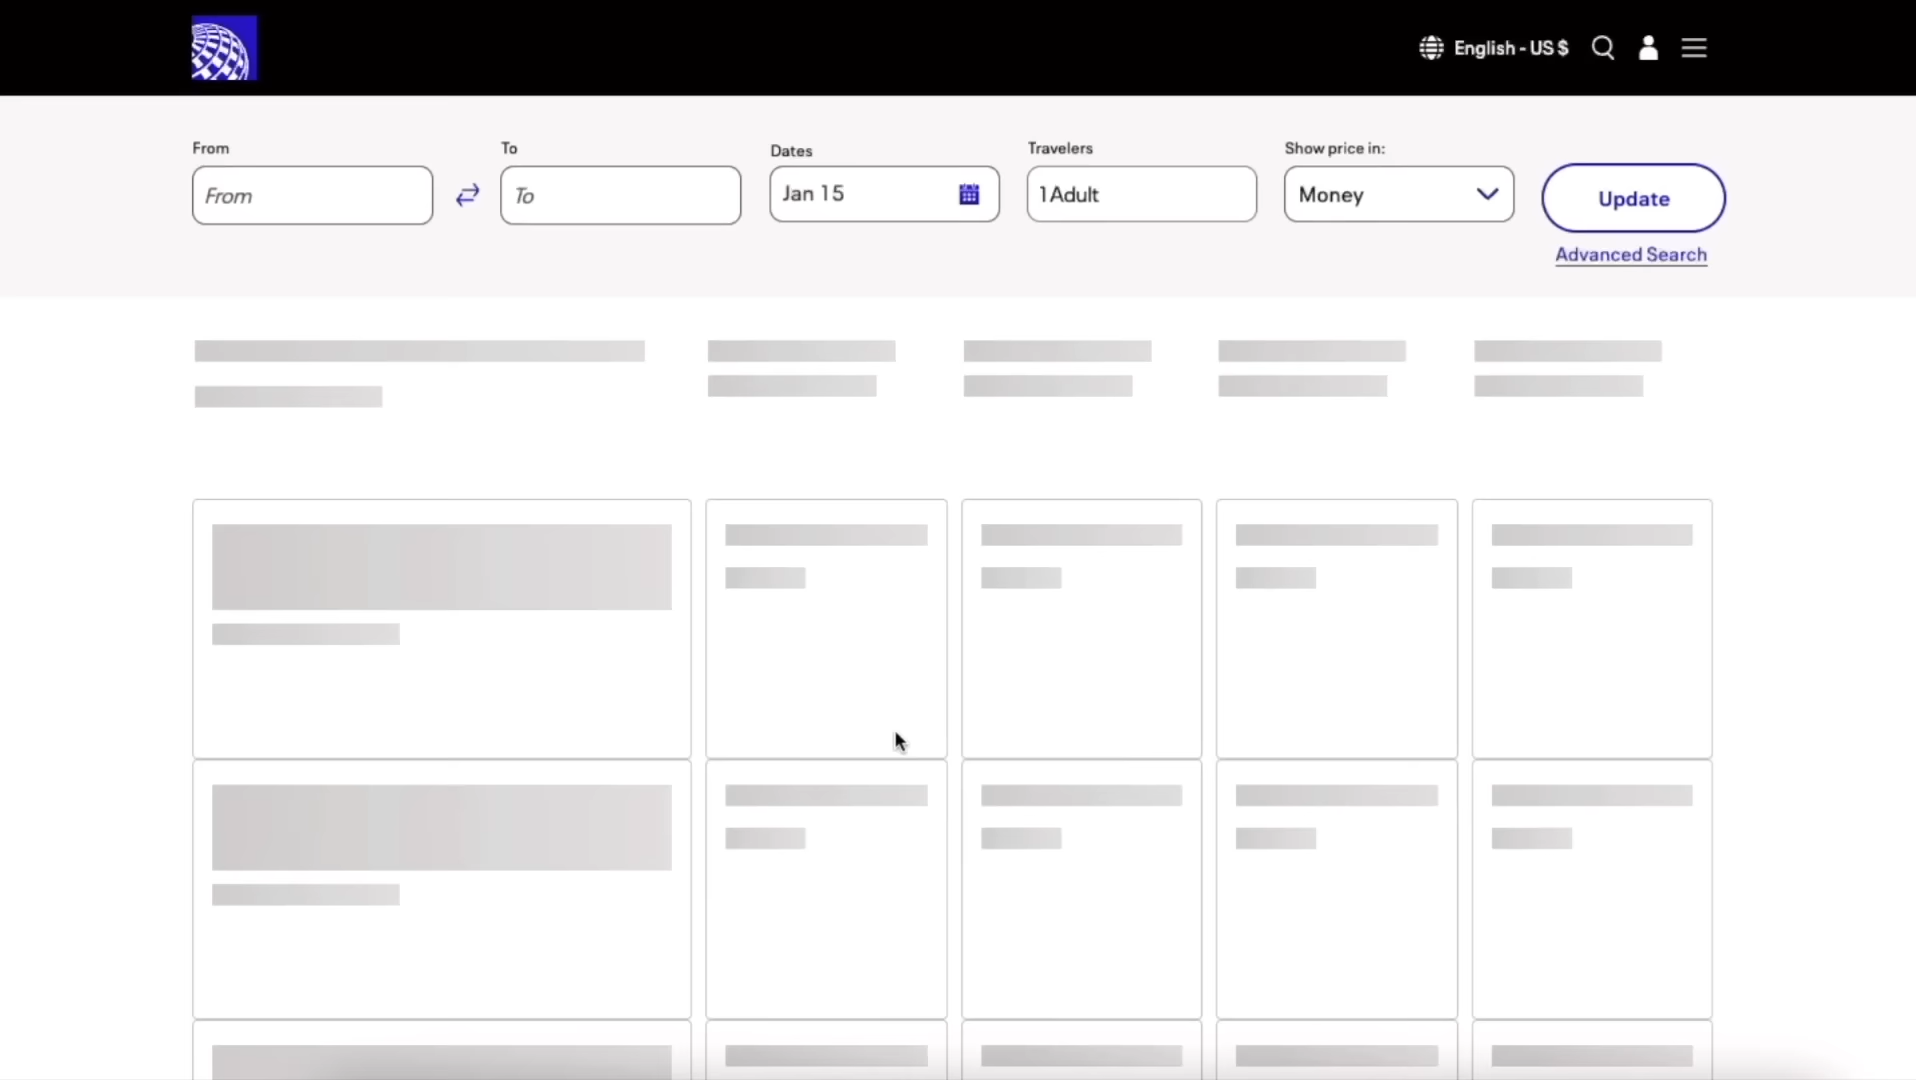 English - US $
From
To
Dates
Travelers
Show price in:
From
To
Jan 15
1 Adult
Money
Update
Advanced Search